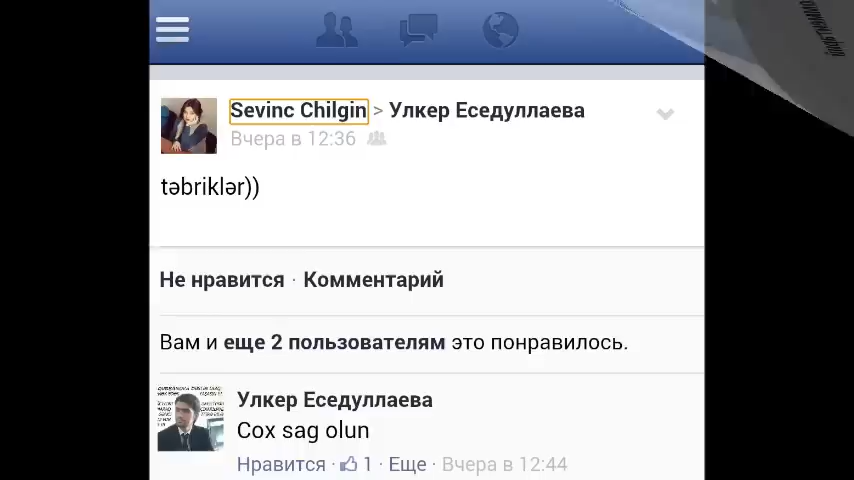 Sevinc Chilgin > Улкер Еседуллаева
Вчера в 12:36
təbriklər))
Не нравится · Комментарий
Вам и еще 2 пользователям это понравилось.
Улкер Еседуллаева
Cox sag olun
Нравится · 1 · Еще · Вчера в 12:44